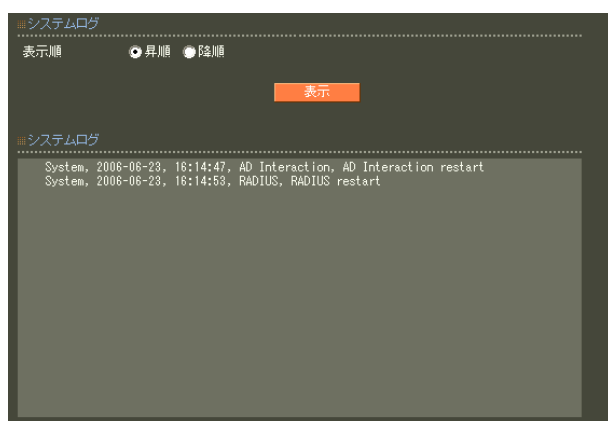 システムログ
表示順 昇順 降順
表示
システムログ
System, 2006-06-23, 16:14:47, AD Interaction, AD Interaction restart
System, 2006-06-23, 16:14:53, RADIUS, RADIUS restart